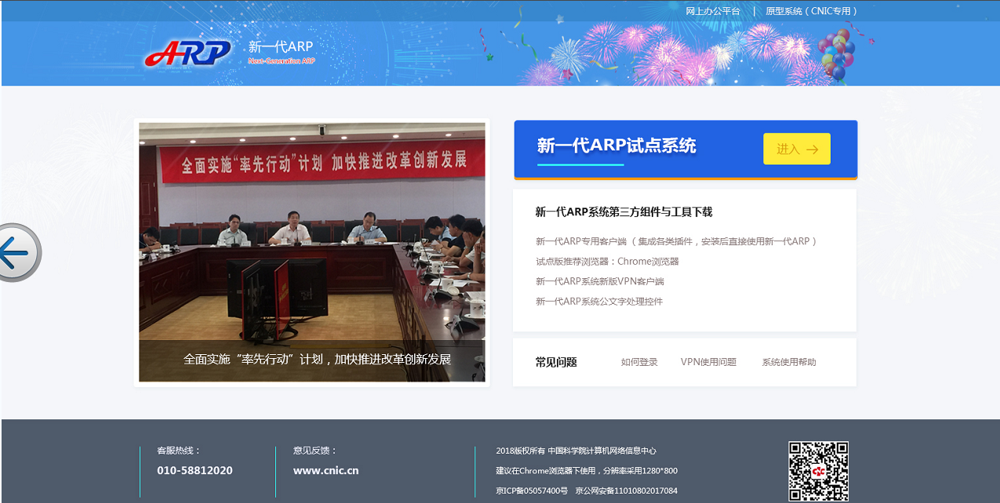 网上办公平台 | 原型系统（CNIC专用）
ARP
新一代ARP
Next-Generation ARP
全面实施“率先行动”计划 加快推进改革创新发展
全面实施“率先行动”计划，加快推进改革创新发展
新一代ARP试点系统
进入 →
新一代ARP系统第三方组件与工具下载
新一代ARP专用客户端（集成各类插件，安装后直接使用新一代ARP）
试点版推荐浏览器：Chrome浏览器
新一代ARP系统新版VPN客户端
新一代ARP系统公文字处理控件
常见问题 如何登录 VPN使用问题 系统使用帮助
客服热线：
010-58812020
意见反馈：
www.cnic.cn
2018版权所有 中国科学院计算机网络信息中心
建议在Chrome浏览器下使用，分辨率采用1280*800
京ICP备05057400号 京公网安备11010802017084